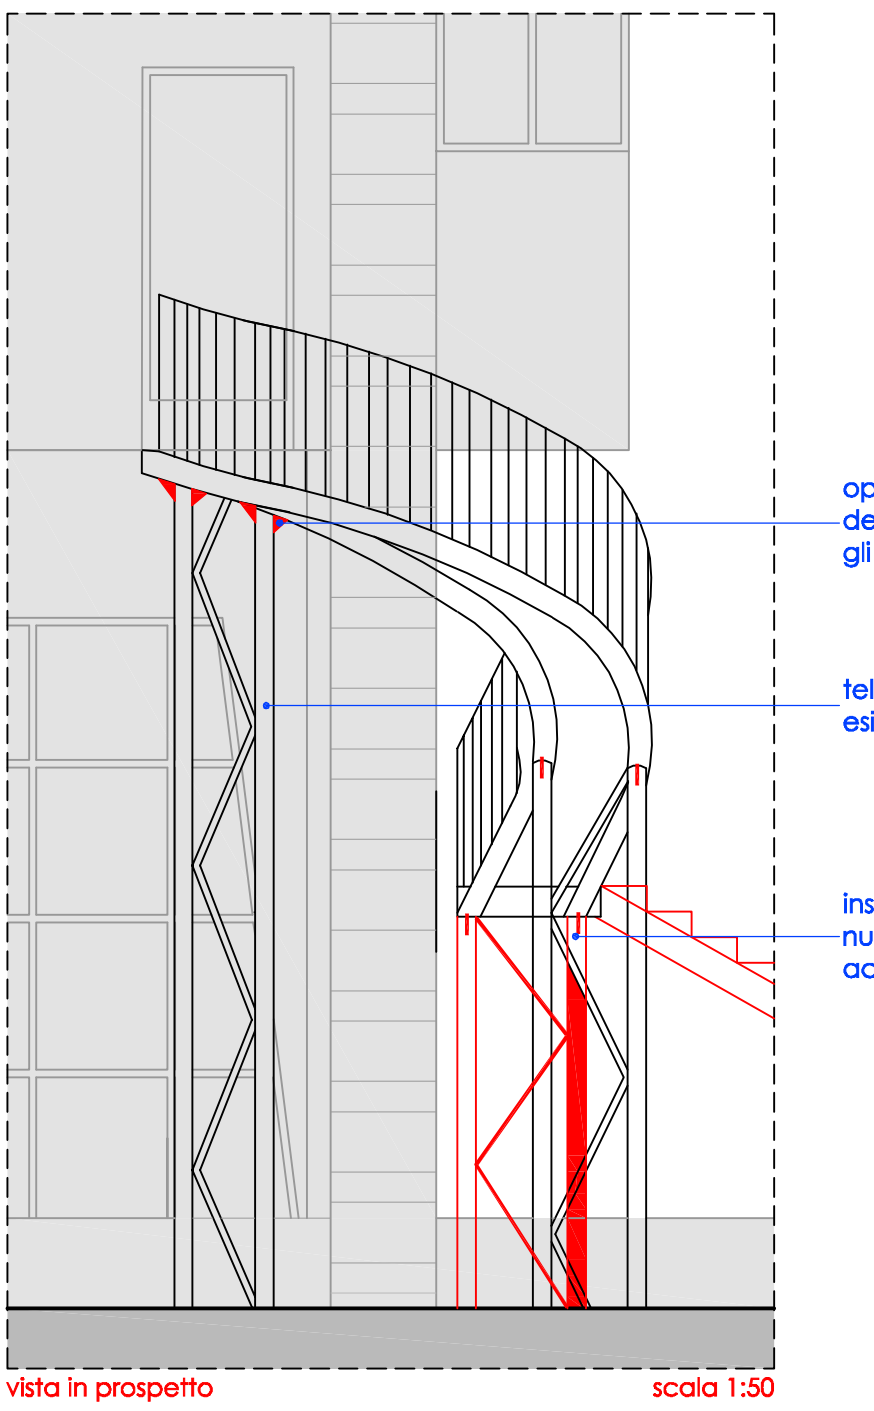 op
de
gli
tel
esi
ins
nu
ac
vista in prospetto
scala 1:50